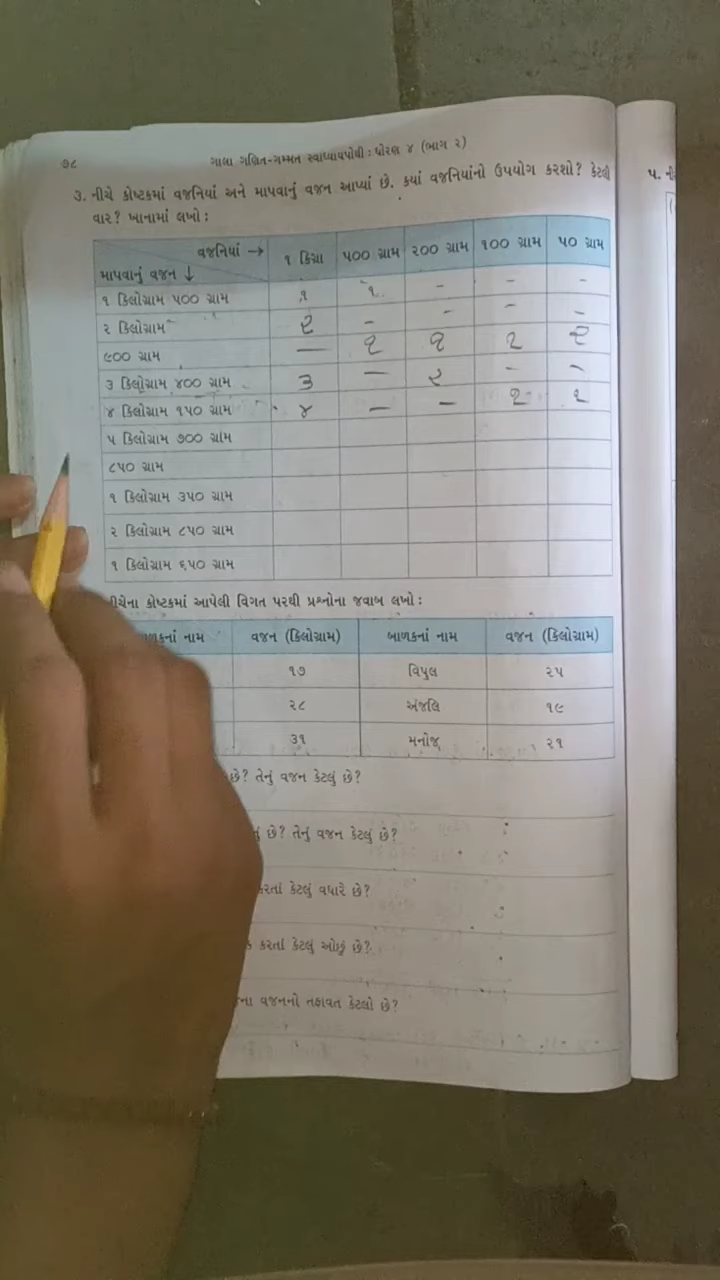 ૭૮
ગાલા ગણિત-ગમ્મત સ્વાધ્યાયપોથી : ધોરણ ૪ (ભાગ ૨)
૩. નીચે કોષ્ટકમાં વજનિયાં અને માપવાનું વજન આપ્યાં છે. કયાં વજનિયાંનો ઉપયોગ કરશો? કેટલી
વાર? ખાનામાં લખો :
વજનિયાં → ૧ કિગ્રા ૫૦૦ ગ્રામ ૨૦૦ ગ્રામ ૧૦૦ ગ્રામ ૫૦ ગ્રામ
માપવાનું વજન ↓
૧ કિલોગ્રામ ૫૦૦ ગ્રામ ૧ ૧ - - -
૨ કિલોગ્રામ ૨ - - - -
૯૦૦ ગ્રામ —
૩ કિલોગ્રામ ૪૦૦ ગ્રામ ૩ - ૨ - -
૪ કિલોગ્રામ ૧૫૦ ગ્રામ ૪ - -
૫ કિલોગ્રામ ૭૦૦ ગ્રામ
૮૫૦ ગ્રામ
૧ કિલોગ્રામ ૩૫૦ ગ્રામ
૨ કિલોગ્રામ ૮૫૦ ગ્રામ
૧ કિલોગ્રામ ૬૫૦ ગ્રામ
કોષ્ટકમાં આપેલી વિગત પરથી પ્રશ્નોના જવાબ લખો :
નામ વજન (કિલોગ્રામ) બાળકનાં નામ વજન (કિલોગ્રામ)
૧૭ વિપુલ ૨૫
૨૮ અંજલિ ૧૯
૩૧ મનોજ ૨૧
છે? તેનું વજન કેટલું છે?
છે? તેનું વજન કેટલું છે?
કરતાં કેટલું વધારે છે?
કરતાં કેટલું ઓછું છે?
વજનનો તફાવત કેટલો છે?
૫.